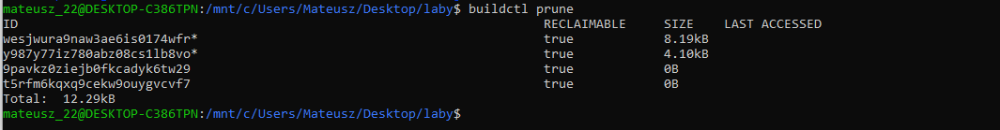 mateusz_22@DESKTOP-C386TPN:/mnt/c/Users/Mateusz/Desktop/laby$ buildctl prune
ID RECLAIMABLE SIZE LAST ACCESSED
wesjwura9naw3ae6is0174wfr* true 8.19kB
y987y77iz780abz08cs1lb8vo* true 4.10kB
9pavkz0ziejb0fkcadyk6tw29 true 0B
t5rfm6kqxq9cekw9ouygvcvf7 true 0B
Total: 12.29kB
mateusz_22@DESKTOP-C386TPN:/mnt/c/Users/Mateusz/Desktop/laby$